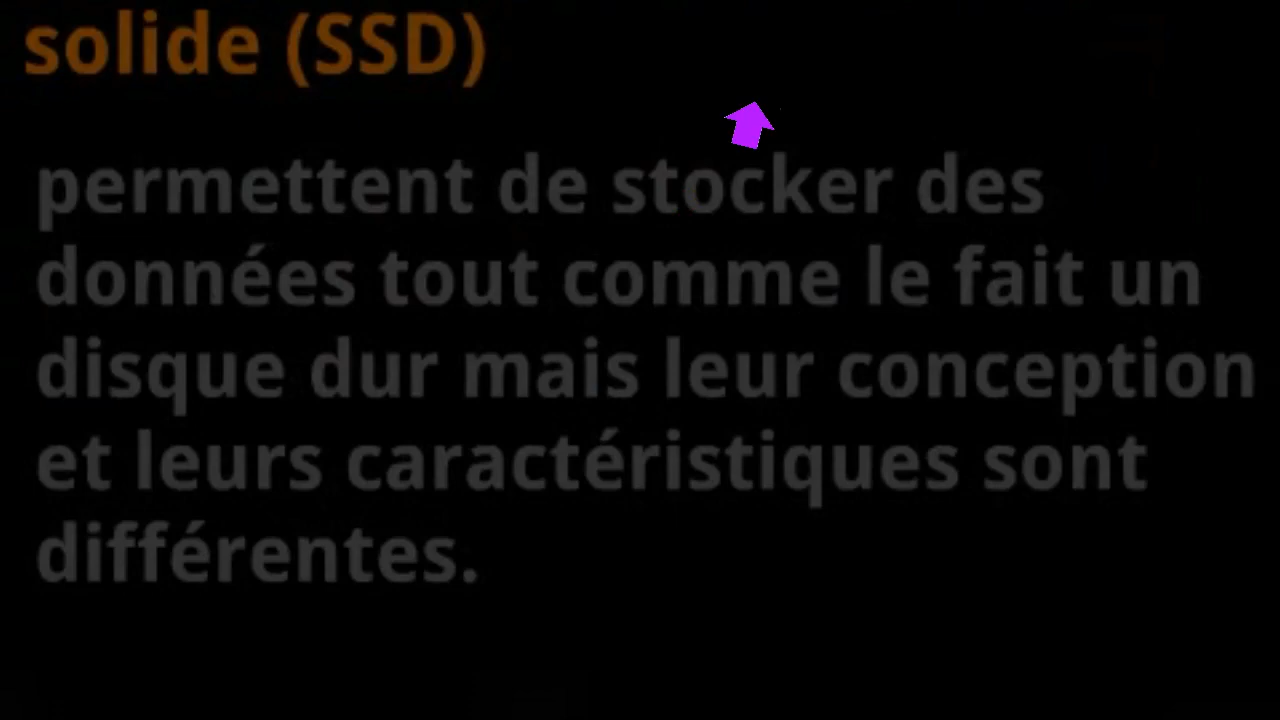 solide (SSD)
permettent de stocker des
données tout comme le fait un
disque dur mais leur conception
et leurs caractéristiques sont
différentes.